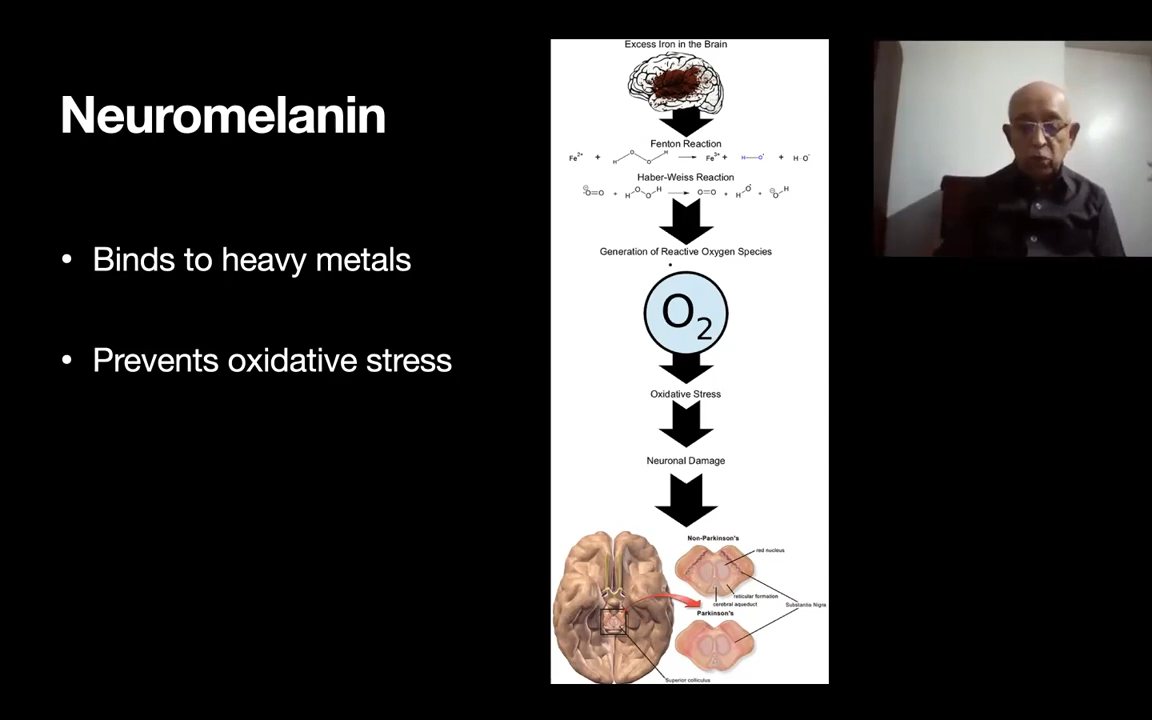 Neuromelanin
• Binds to heavy metals
• Prevents oxidative stress
Excess Iron in the Brain
Fenton Reaction
Fe2+ + H O O H → Fe3+ + H—O• + H O-
Haber-Weiss Reaction
⊖ •O=O + H O O H → O=O + H O• + ⊖ O H
Generation of Reactive Oxygen Species
O2
Oxidative Stress
Neuronal Damage
Non-Parkinson's
red nucleus
reticular formation
cerebral aqueduct
Substantia Nigra
Parkinson's
Superior colliculus